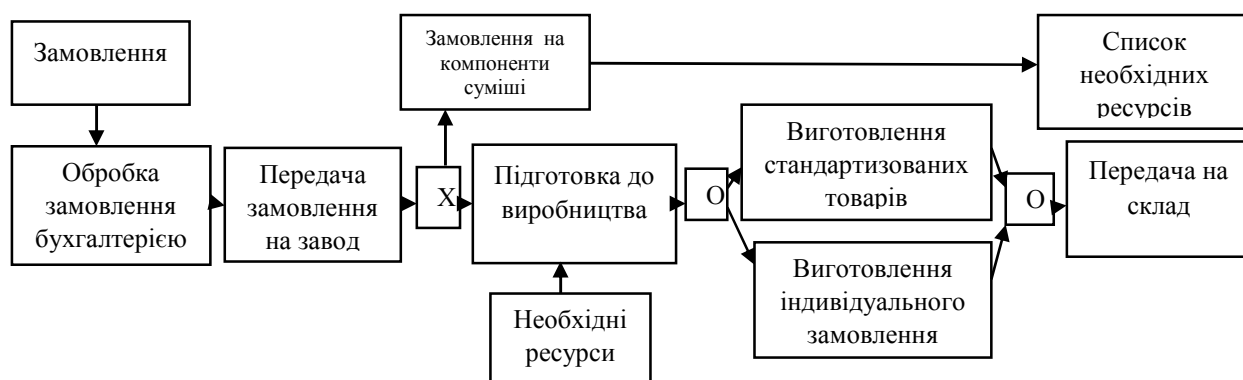 Замовлення
Замовлення на
компоненти
суміші
Список
необхідних
ресурсів
Обробка
замовлення
бухгалтерією
Передача
замовлення
на завод
Х
Підготовка до
виробництва
О
Виготовлення
стандартизованих
товарів
О
Передача на
склад
Виготовлення
індивідуального
замовлення
Необхідні
ресурси